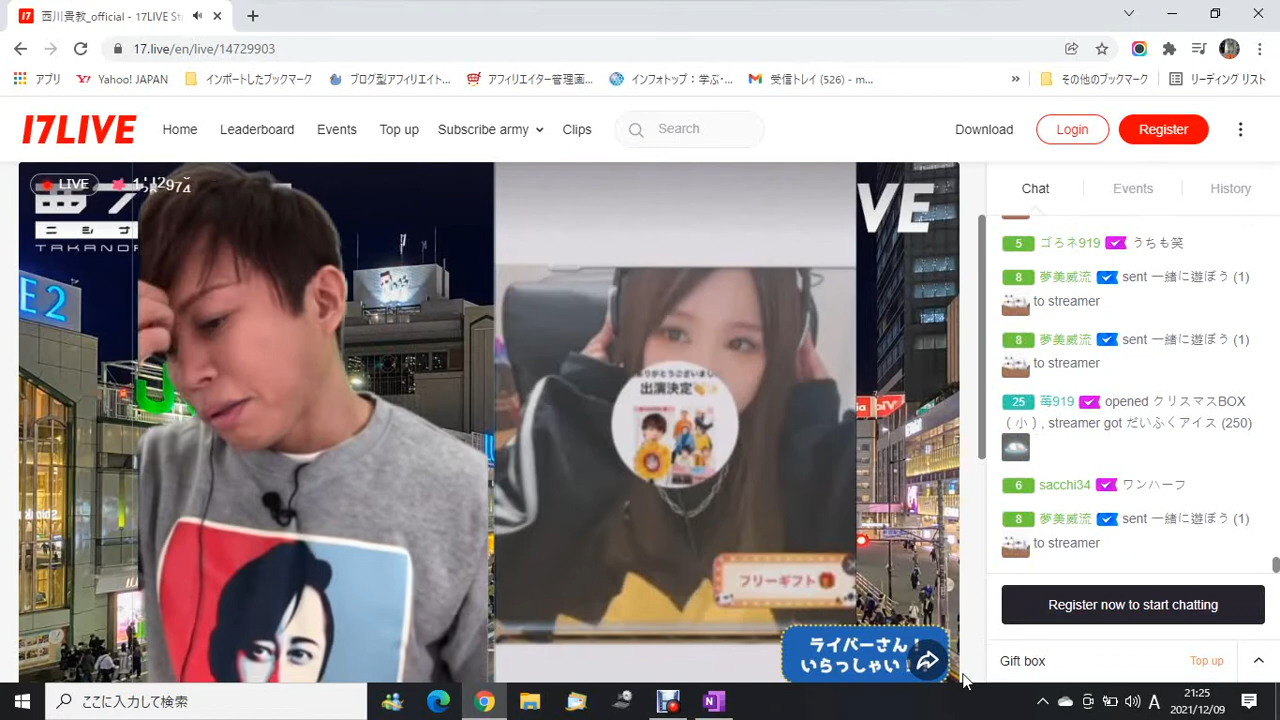 西川貴教_official - 17LIVE St
17.live/en/live/14729903
アプリ
Yahoo! JAPAN
インポートしたブックマーク
ブログ型アフィリエイト...
アフィリエイター管理画...
インフォトップ：学ぶ・...
受信トレイ (526) - m...
»
その他のブックマーク
リーディング リスト
17LIVE
Home
Leaderboard
Events
Top up
Subscribe army
Clips
Search
Download
Login
Register
LIVE
ニシ
TAKANO
VE
E 2
出演決定
フリーギフト
ライバーさん！
いらっしゃい！
Chat
Events
History
5 ゴろネ919 うちも笑
8 夢美威流 sent 一緒に遊ぼう (1)
to streamer
8 夢美威流 sent 一緒に遊ぼう (1)
to streamer
25 苺919 opened クリスマスBOX
（小）, streamer got だいふくアイス (250)
6 sacchi34 ワンハーフ
8 夢美威流 sent 一緒に遊ぼう (1)
to streamer
Register now to start chatting
Gift box
Top up
ここに入力して検索
A
21:25
2021/12/09